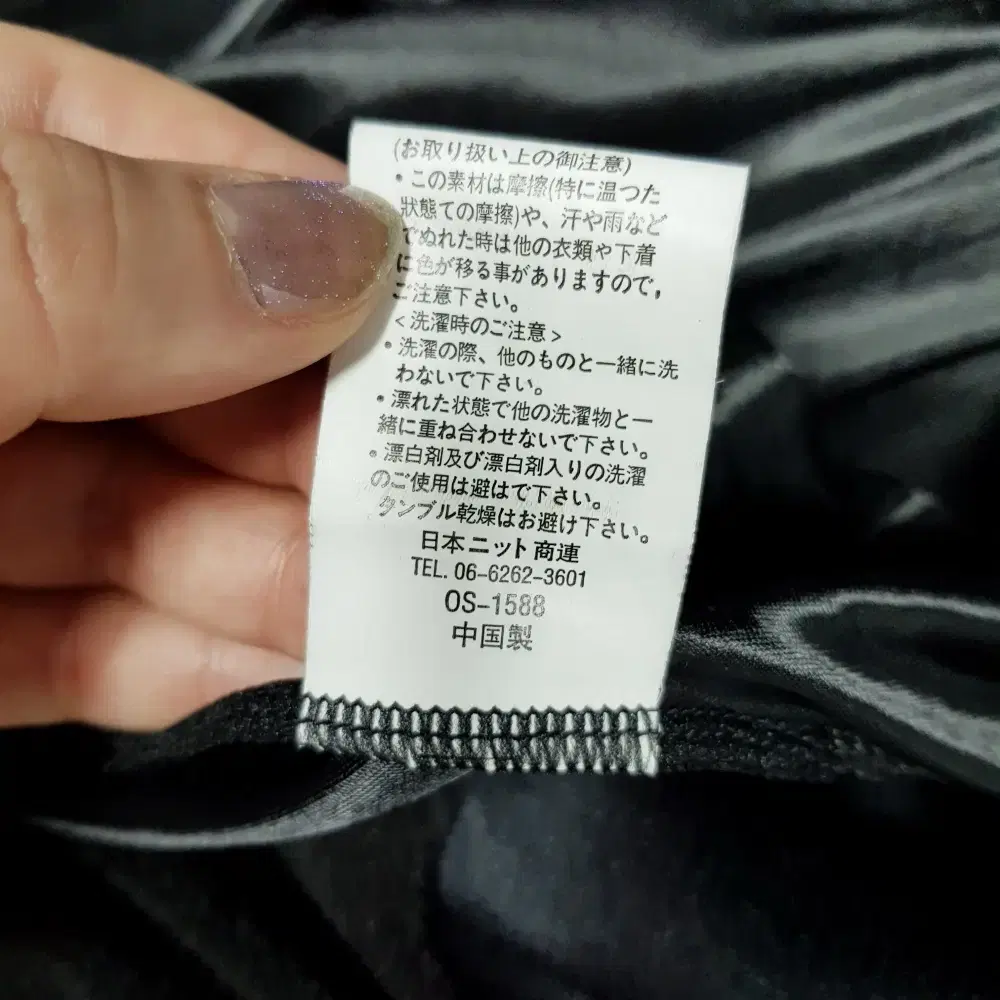 (お取り扱い上の御注意)
・この素材は摩擦(特に温つた
状態ての摩擦)や、汗や雨など
でぬれた時は他の衣類や下着
に色が移る事がありますので,
ご注意下さい。
<洗濯時のご注意>
・洗濯の際、他のものと一緒に洗
わないで下さい。
・漂れた状態で他の洗濯物と一
緒に重ね合わせないで下さい。
・漂白剤及び漂白剤入りの洗濯
のご使用は避はで下さい。
タンブル乾燥はお避け下さい。
日本ニット商連
TEL. 06-6262-3601
OS-1588
中国製